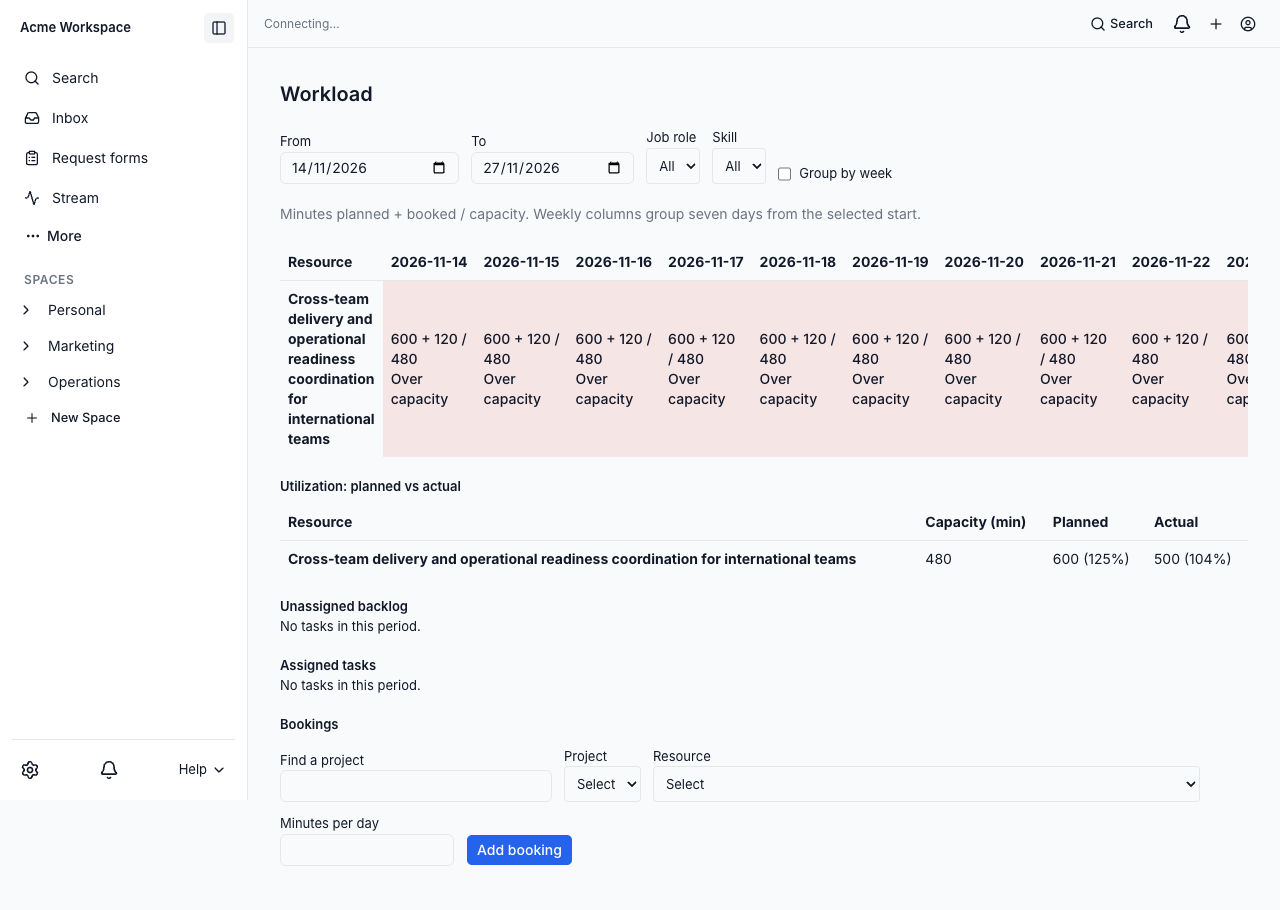 Acme Workspace
Connecting...
Search
Search
Inbox
Request forms
Stream
More
SPACES
Personal
Marketing
Operations
New Space
Help
Workload
From
To
Job role
Skill
14/11/2026
27/11/2026
All
All
Group by week
Minutes planned + booked / capacity. Weekly columns group seven days from the selected start.
Resource 2026-11-14 2026-11-15 2026-11-16 2026-11-17 2026-11-18 2026-11-19 2026-11-20 2026-11-21 2026-11-22
Cross-team
delivery and
operational
readiness
coordination
for
international
teams
600 + 120 /
480
Over
capacity
600 + 120 /
480
Over
capacity
600 + 120 /
480
Over
capacity
600 + 120
/ 480
Over
capacity
600 + 120 /
480
Over
capacity
600 + 120 /
480
Over
capacity
600 + 120 /
480
Over
capacity
600 + 120
/ 480
Over
capacity
600 + 120 /
480
Over
capacity
Utilization: planned vs actual
Resource Capacity (min) Planned Actual
Cross-team delivery and operational readiness coordination for international teams 480 600 (125%) 500 (104%)
Unassigned backlog
No tasks in this period.
Assigned tasks
No tasks in this period.
Bookings
Find a project
Project
Resource
Select
Select
Minutes per day
Add booking